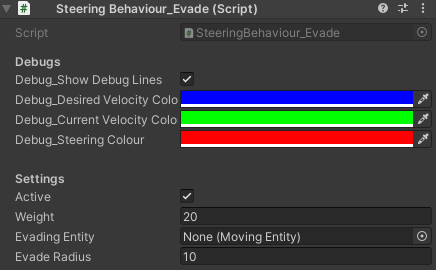 Steering Behaviour_Evade (Script)
Script SteeringBehaviour_Evade
Debugs
Debug_Show Debug Lines
Debug_Desired Velocity Colo
Debug_Current Velocity Colo
Debug_Steering Colour
Settings
Active
Weight 20
Evading Entity None (Moving Entity)
Evade Radius 10